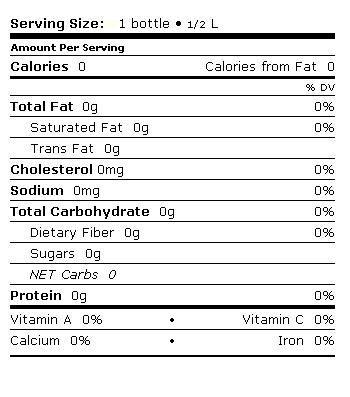 Serving Size: 1 bottle • 1/2 L
Amount Per Serving
Calories 0 Calories from Fat 0
% DV
Total Fat 0g 0%
Saturated Fat 0g 0%
Trans Fat 0g
Cholesterol 0mg 0%
Sodium 0mg 0%
Total Carbohydrate 0g 0%
Dietary Fiber 0g 0%
Sugars 0g
NET Carbs 0
Protein 0g 0%
Vitamin A 0% • Vitamin C 0%
Calcium 0% • Iron 0%